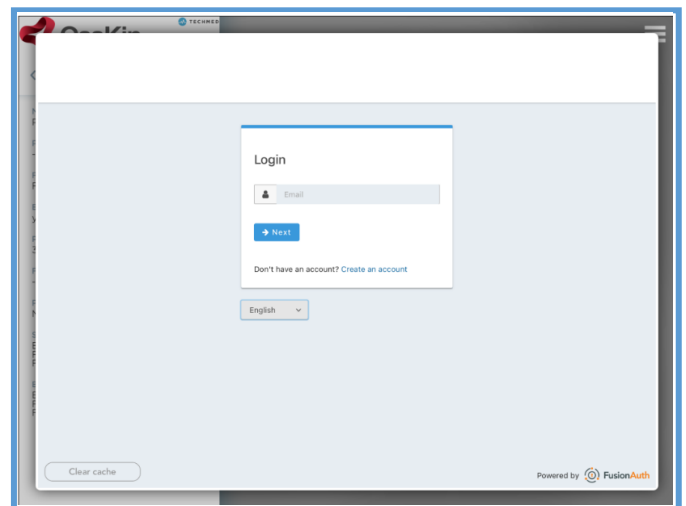 TECHMED
Login
Email
Next
Don't have an account? Create an account
English
Clear cache
Powered by FusionAuth